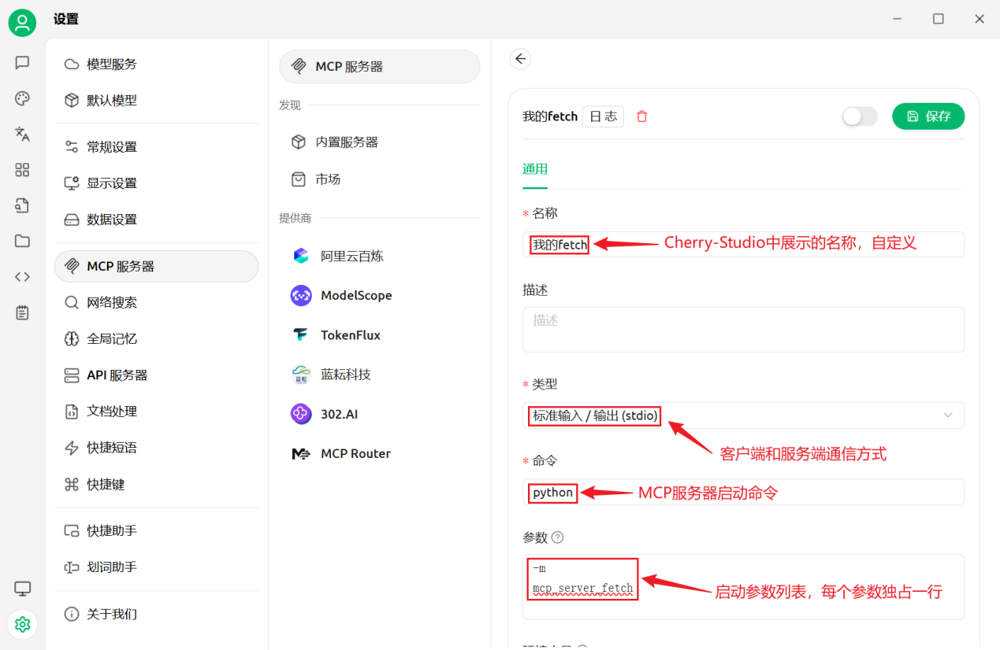 设置
模型服务
默认模型
常规设置
显示设置
数据设置
MCP 服务器
网络搜索
全局记忆
API 服务器
文档处理
快捷短语
快捷键
快捷助手
划词助手
关于我们
MCP 服务器
发现
内置服务器
市场
提供商
阿里云百炼
ModelScope
TokenFlux
蓝耘科技
302.AI
MCP Router
我的fetch 日志 保存
通用
* 名称
我的fetch Cherry-Studio中展示的名称，自定义
描述
描述
* 类型
标准输入 / 输出 (stdio)
客户端和服务端通信方式
* 命令
python MCP服务器启动命令
参数
-m
mcp_server_fetch
启动参数列表，每个参数独占一行